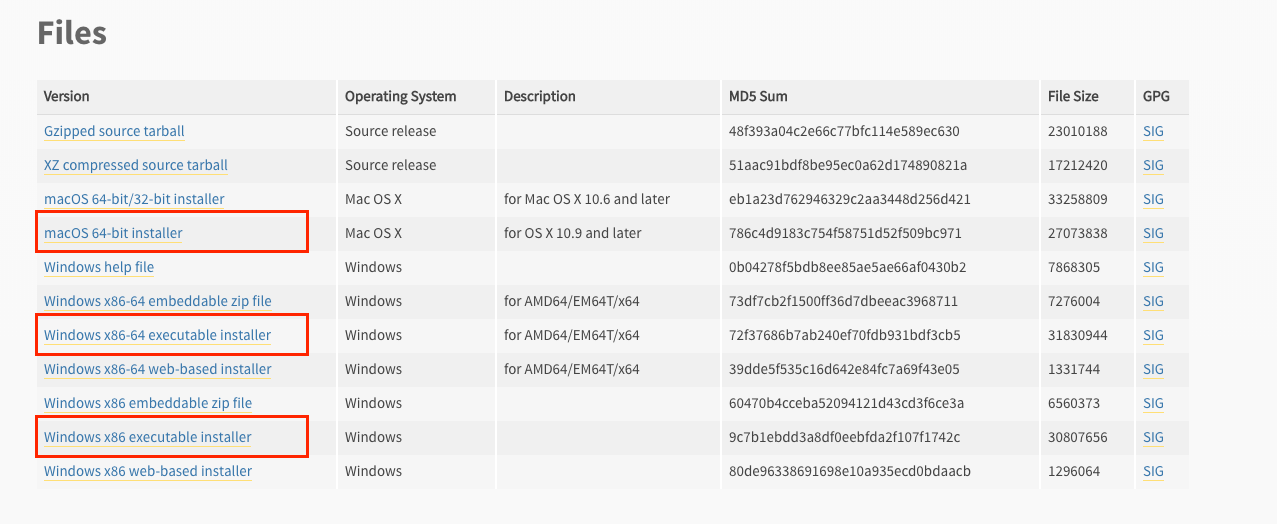 Files
Version Operating System Description MD5 Sum File Size GPG
Gzipped source tarball Source release 48f393a04c2e66c77bfc114e589ec630 23010188 SIG
XZ compressed source tarball Source release 51aac91bdf8be95ec0a62d174890821a 17212420 SIG
macOS 64-bit/32-bit installer Mac OS X for Mac OS X 10.6 and later eb1a23d762946329c2aa3448d256d421 33258809 SIG
macOS 64-bit installer Mac OS X for OS X 10.9 and later 786c4d9183c754f58751d52f509bc971 27073838 SIG
Windows help file Windows 0b04278f5bdb8ee85ae5ae66af0430b2 7868305 SIG
Windows x86-64 embeddable zip file Windows for AMD64/EM64T/x64 73df7cb2f1500ff36d7dbeeac3968711 7276004 SIG
Windows x86-64 executable installer Windows for AMD64/EM64T/x64 72f37686b7ab240ef70fdb931bdf3cb5 31830944 SIG
Windows x86-64 web-based installer Windows for AMD64/EM64T/x64 39dde5f535c16d642e84fc7a69f43e05 1331744 SIG
Windows x86 embeddable zip file Windows 60470b4cceba52094121d43cd3f6ce3a 6560373 SIG
Windows x86 executable installer Windows 9c7b1ebdd3a8df0eebfda2f107f1742c 30807656 SIG
Windows x86 web-based installer Windows 80de96338691698e10a935ecd0bdaacb 1296064 SIG